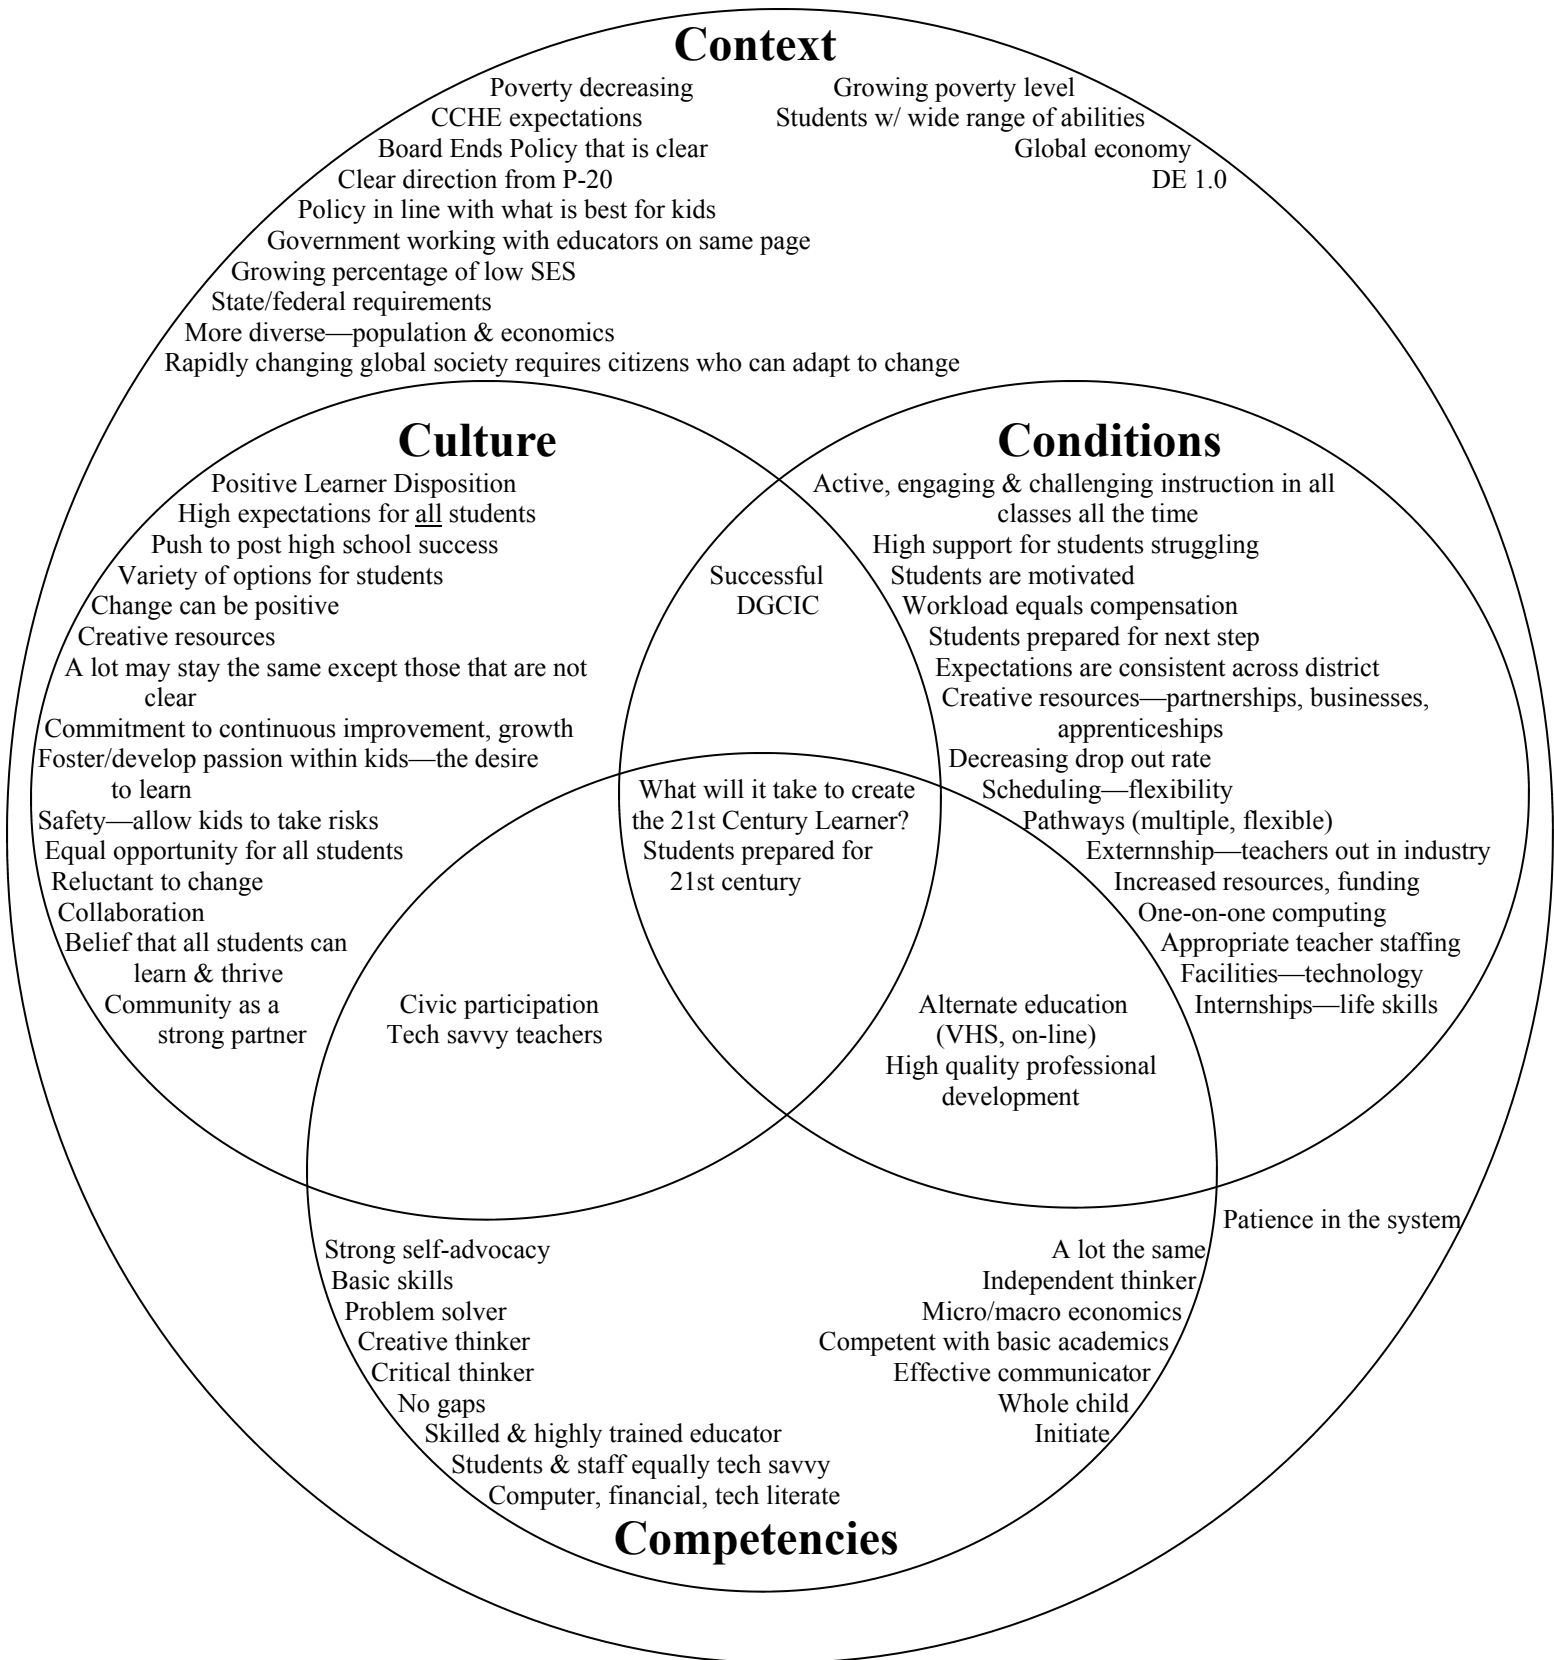 Context
Poverty decreasing
CCHE expectations
Board Ends Policy that is clear
Clear direction from P-20
Policy in line with what is best for kids
Government working with educators on same page
Growing percentage of low SES
State/federal requirements
More diverse—population & economics
Rapidly changing global society requires citizens who can adapt to change
Growing poverty level
Students w/ wide range of abilities
Global economy
DE 1.0
Culture
Positive Learner Disposition
High expectations for all students
Push to post high school success
Variety of options for students
Change can be positive
Creative resources
A lot may stay the same except those that are not
clear
Commitment to continuous improvement, growth
Foster/develop passion within kids—the desire
to learn
Safety—allow kids to take risks
Equal opportunity for all students
Reluctant to change
Collaboration
Belief that all students can
learn & thrive
Community as a
strong partner
Successful
DGCIC
Conditions
Active, engaging & challenging instruction in all
classes all the time
High support for students struggling
Students are motivated
Workload equals compensation
Students prepared for next step
Expectations are consistent across district
Creative resources—partnerships, businesses,
apprenticeships
Decreasing drop out rate
Scheduling—flexibility
Pathways (multiple, flexible)
Externnship—teachers out in industry
Increased resources, funding
One-on-one computing
Appropriate teacher staffing
Facilities—technology
Internships—life skills
What will it take to create
the 21st Century Learner?
Students prepared for
21st century
Civic participation
Tech savvy teachers
Alternate education
(VHS, on-line)
High quality professional
development
Patience in the system
Strong self-advocacy
Basic skills
Problem solver
Creative thinker
Critical thinker
No gaps
Skilled & highly trained educator
Students & staff equally tech savvy
Computer, financial, tech literate
A lot the same
Independent thinker
Micro/macro economics
Competent with basic academics
Effective communicator
Whole child
Initiate
Competencies